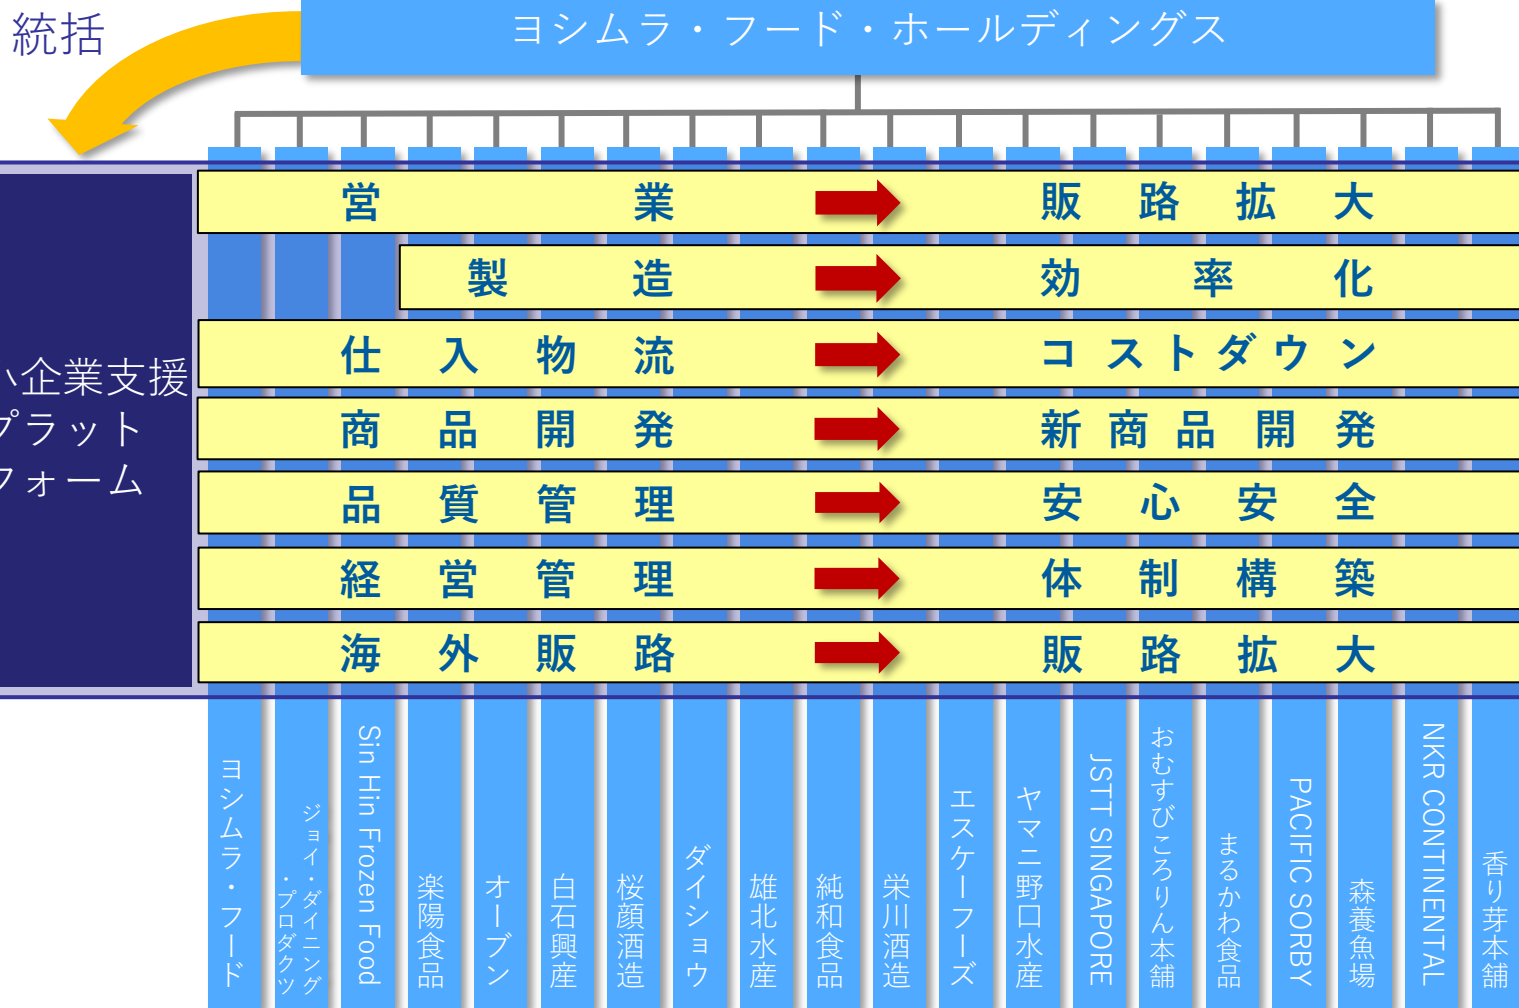 統括
ヨシムラ・フード・ホールディングス
営業 販路拡大
製造 効率化
仕入物流 コストダウン
商品開発 新商品開発
品質管理 安心安全
経営管理 体制構築
海外販路 販路拡大
小企業支援
プラット
フォーム
ヨシムラ・フード
ジョイ・ダイニング
・プロダクツ
Sin Hin Frozen Food
楽陽食品
オーブン
白石興産
桜顔酒造
ダイショウ
雄北水産
純和食品
栄川酒造
エスケーフーズ
ヤマニ野口水産
JSTT SINGAPORE
おむすびころりん本舗
まるかわ食品
PACIFIC SORBY
森養魚場
NKR CONTINENTAL
香り芽本舗